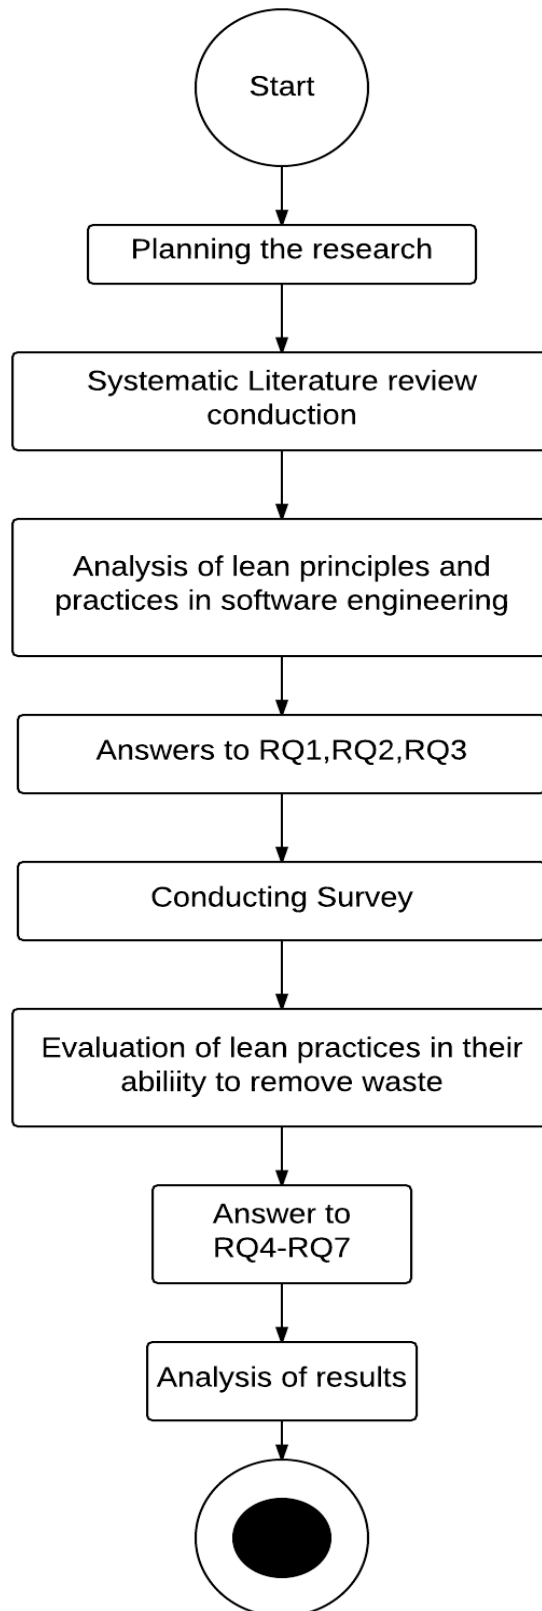 Start
Planning the research
Systematic Literature review
conduction
Analysis of lean principles and
practices in software engineering
Answers to RQ1,RQ2,RQ3
Conducting Survey
Evaluation of lean practices in their
abiliity to remove waste
Answer to
RQ4-RQ7
Analysis of results